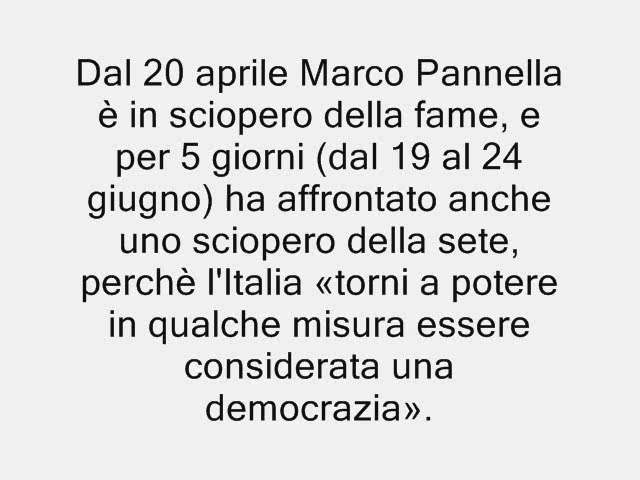 Dal 20 aprile Marco Pannella
è in sciopero della fame, e
per 5 giorni (dal 19 al 24
giugno) ha affrontato anche
uno sciopero della sete,
perchè l'Italia «torni a potere
in qualche misura essere
considerata una
democrazia».